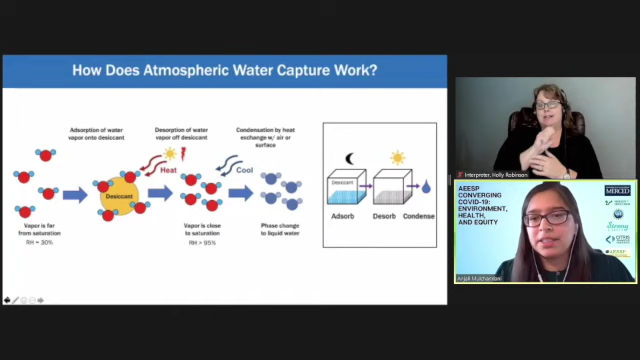 How Does Atmospheric Water Capture Work?
Adsorption of water
vapor onto desiccant
Desorption of water
vapor off desiccant
Condensation by heat
exchange w/ air or
surface
Heat
Cool
Desiccant
Vapor is far
from saturation
RH = 30%
Vapor is close
to saturation
RH > 95%
Phase change
to liquid water
Desiccant
Adsorb
Desorb
Condense
Interpreter, Holly Robinson
AEESP
CONVERGING
COVID-19:
ENVIRONMENT,
HEALTH,
AND EQUITY
MERCED
Strong
CITRIS
AEESP
Anjali Mulchandani